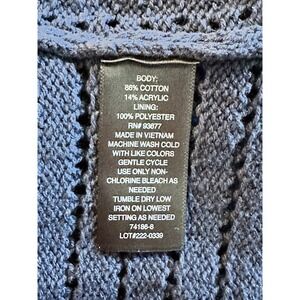 BODY:
86% COTTON
14% ACRYLIC
LINING:
100% POLYESTER
RN# 93677
MADE IN VIETNAM
MACHINE WASH COLD
WITH LIKE COLORS
GENTLE CYCLE
USE ONLY NON-
CHLORINE BLEACH AS
NEEDED
TUMBLE DRY LOW
IRON ON LOWEST
SETTING AS NEEDED
74186-6
LOT#222-0339